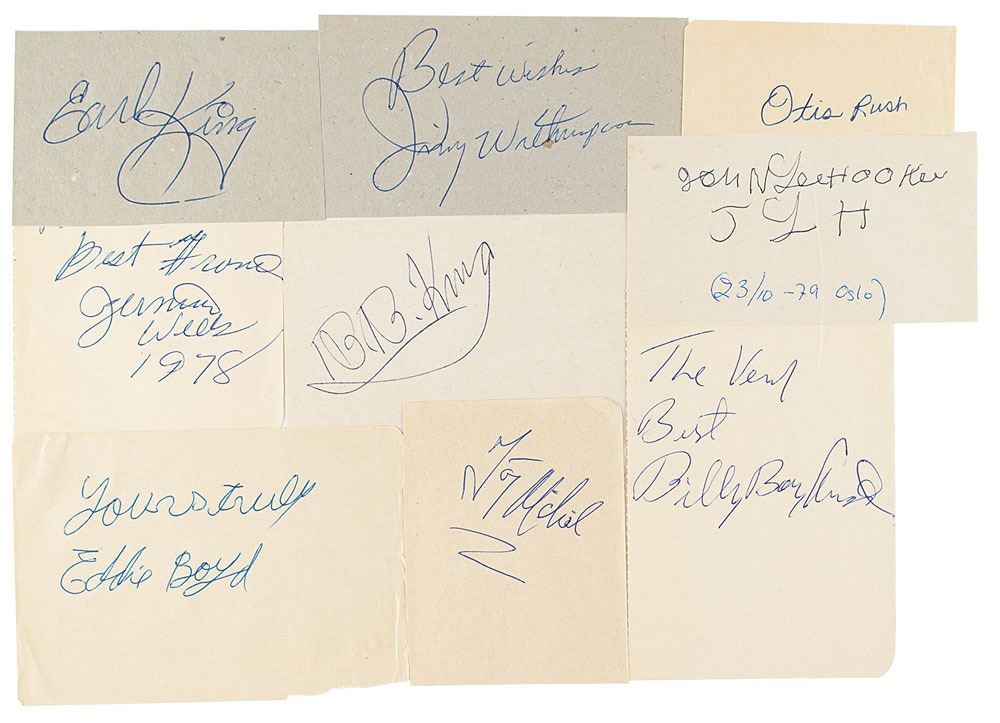 Earl King
Best Wishes
Jimmy Witherspoon
Otis Rush
JOHN Lee HOOKer
J L H
(23/10 -79 Oslo)
Best From
Junior
Wells
1978
B.B. King
The Very
Best
Billy Boy Arnold
Yours truly
Eddie Boyd